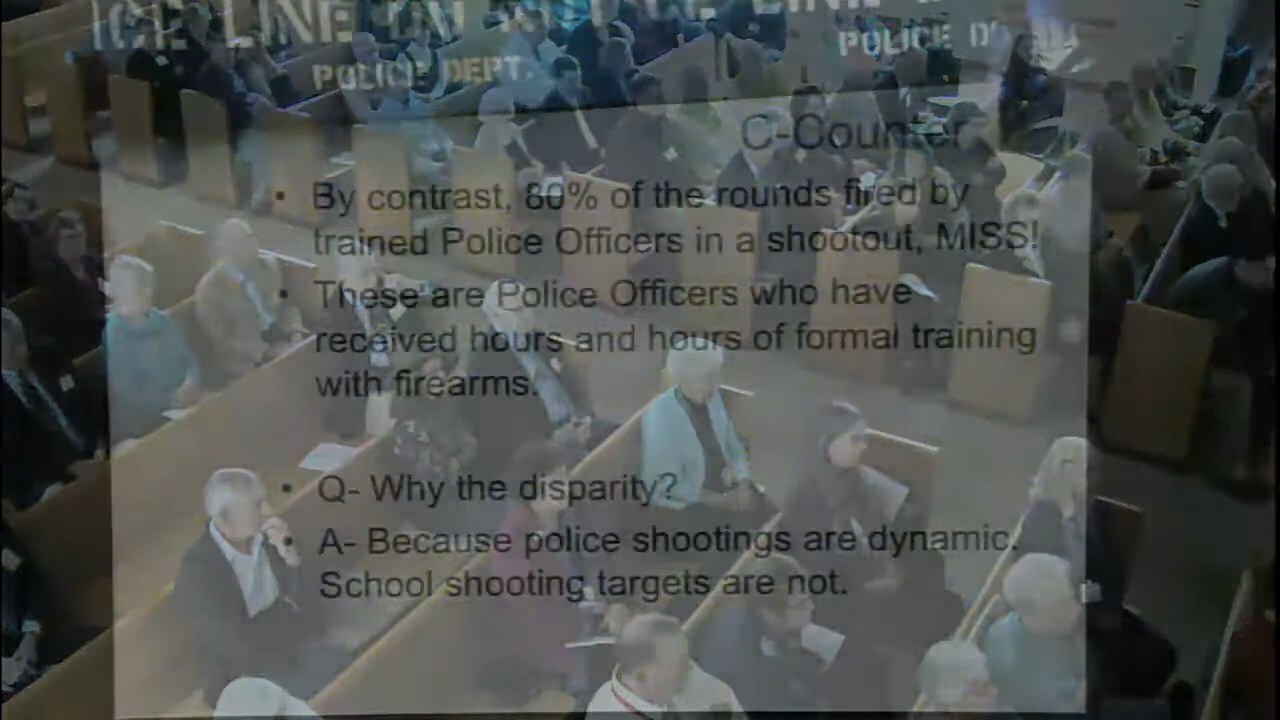 POLICE LINE
POLICE DEPT.
C-Counter
• By contrast, 80% of the rounds fired by
trained Police Officers in a shootout, MISS!
• These are Police Officers who have
received hours and hours of formal training
with firearms.
• Q- Why the disparity?
• A- Because police shootings are dynamic.
School shooting targets are not.